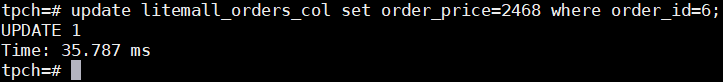 tpch=# update litemall_orders_col set order_price=2468 where order_id=6;
UPDATE 1
Time: 35.787 ms
tpch=#